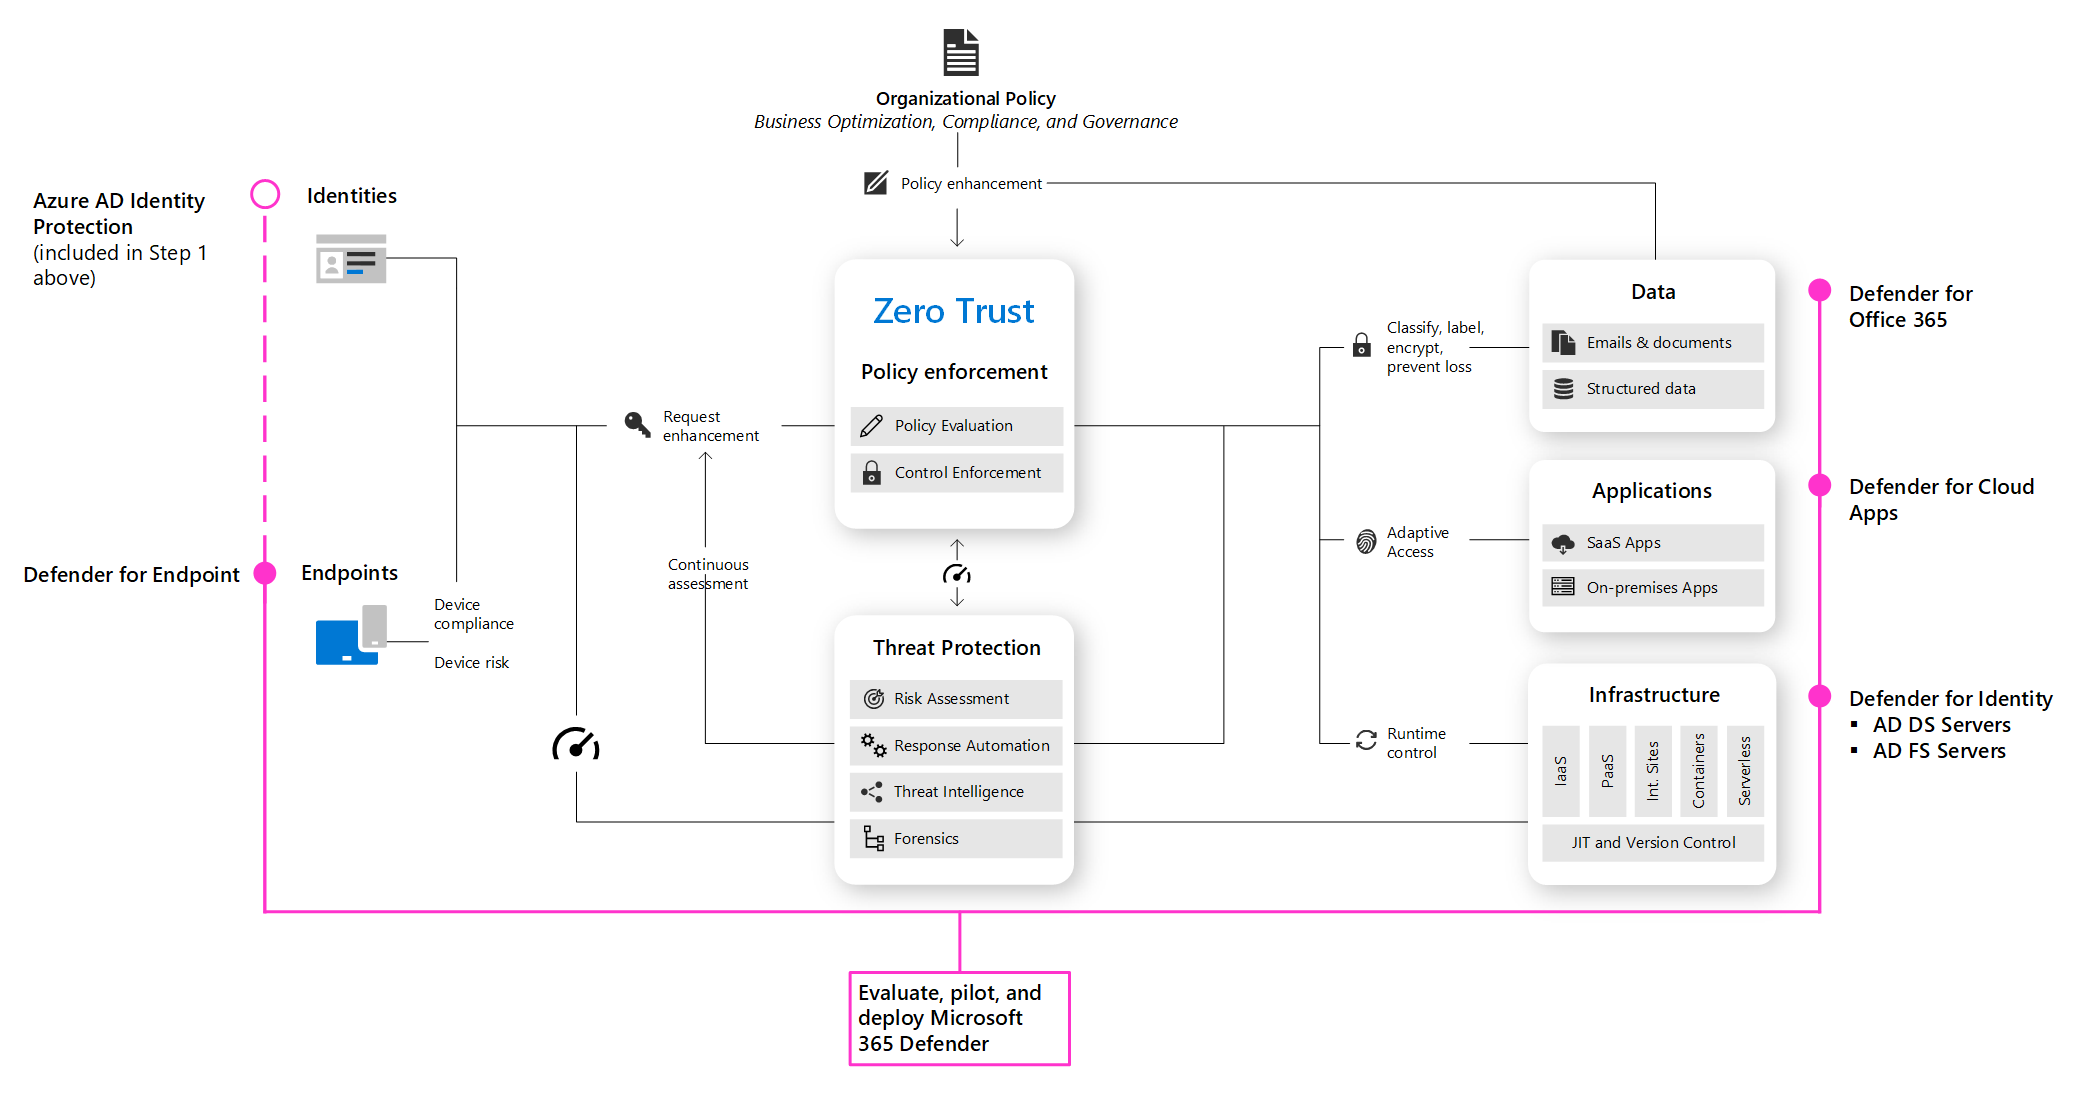 Organizational Policy
Business Optimization, Compliance, and Governance
Policy enhancement
Azure AD Identity
Protection
(included in Step 1
above)
Identities
Defender for Endpoint
Endpoints
Device
compliance
Device risk
Request
enhancement
Continuous
assessment
Zero Trust
Policy enforcement
Policy Evaluation
Control Enforcement
Threat Protection
Risk Assessment
Response Automation
Threat Intelligence
Forensics
Classify, label,
encrypt,
prevent loss
Adaptive
Access
Runtime
control
Data
Emails & documents
Structured data
Applications
SaaS Apps
On-premises Apps
Infrastructure
IaaS
PaaS
Int. Sites
Containers
Serverless
JIT and Version Control
Defender for
Office 365
Defender for Cloud
Apps
Defender for Identity
▪ AD DS Servers
▪ AD FS Servers
Evaluate, pilot, and
deploy Microsoft
365 Defender